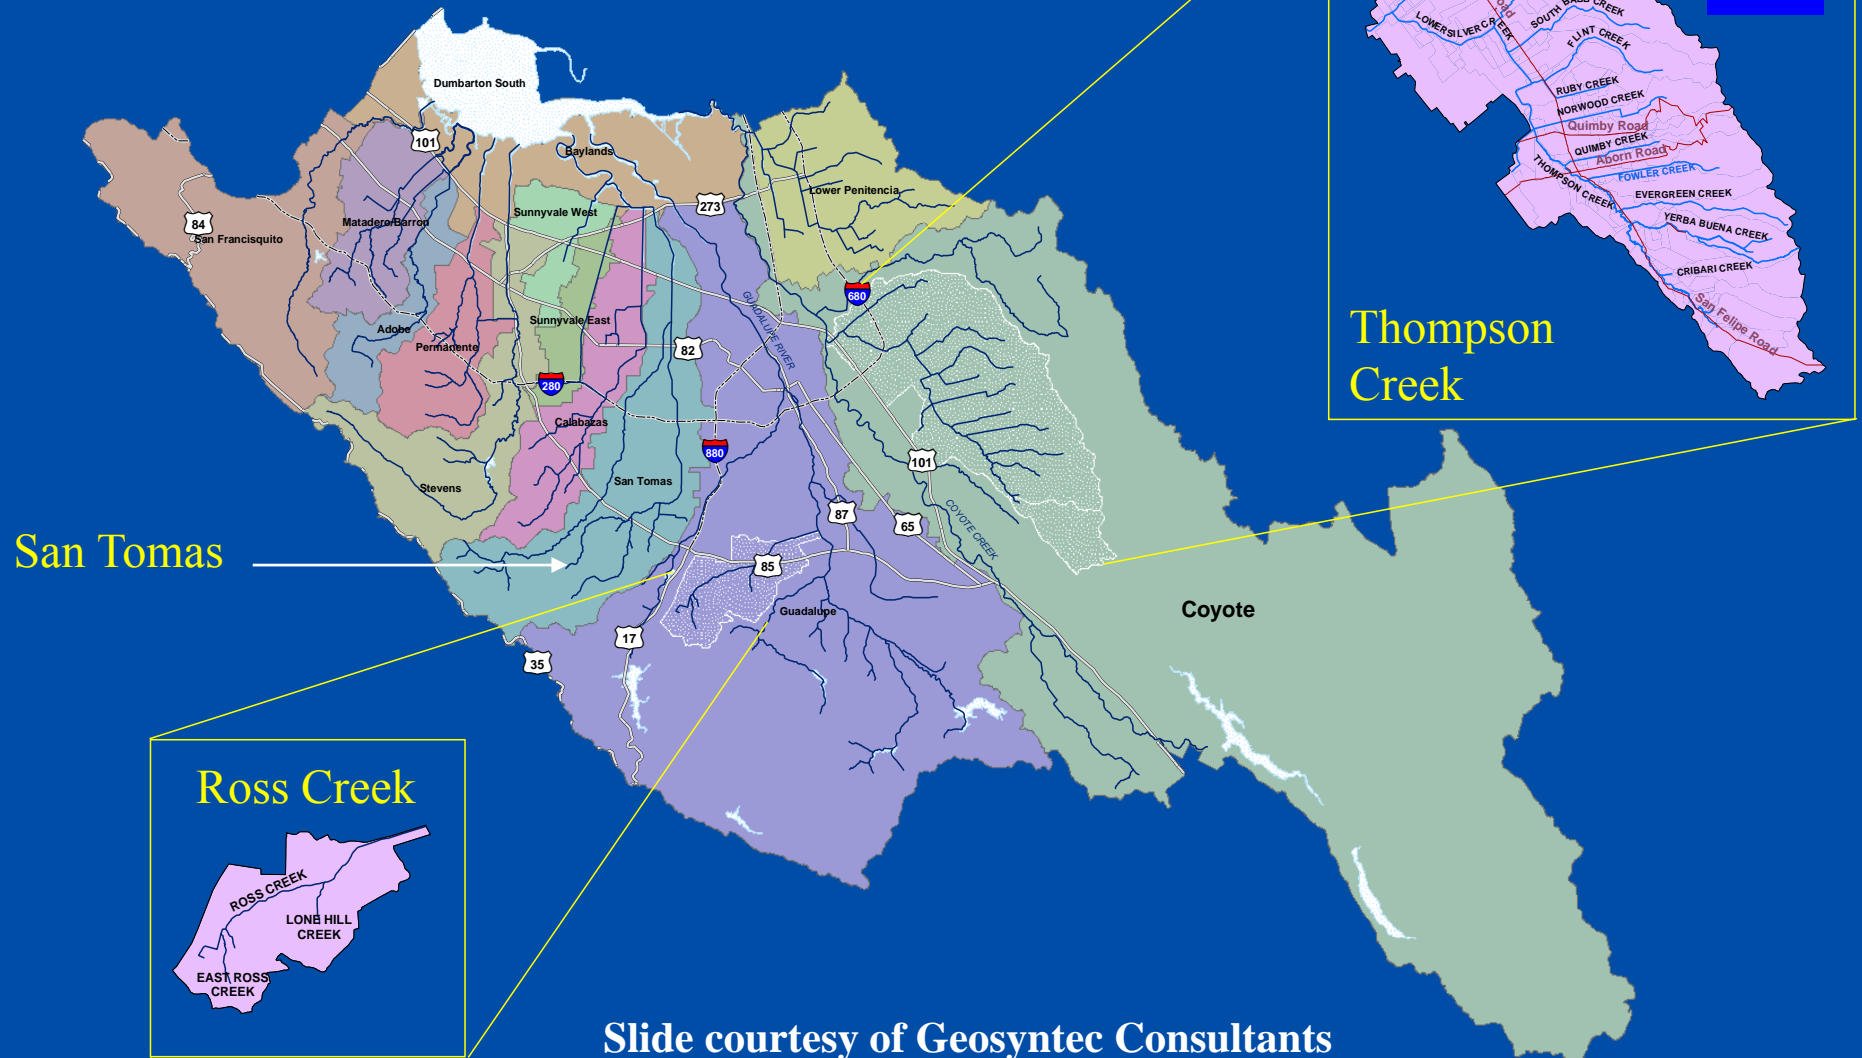 Dumbarton South
101
Baylands
Lower Penitencia
84
San Francisquito
Matadero/Barron
Sunnyvale West
273
680
GUADALUPE RIVER
Adobe
Permanente
Sunnyvale East
82
280
Calabazas
880
Stevens
San Tomas
101
87
65
COYOTE CREEK
85
Guadalupe
17
35
Coyote
San Tomas
Ross Creek
ROSS CREEK
LONE HILL
CREEK
EAST ROSS
CREEK
LOWER SILVER CREEK
SOUTH
CREEK
FLINT CREEK
RUBY CREEK
NORWOOD CREEK
Quimby Road
QUIMBY CREEK
Aborn Road
FOWLER CREEK
THOMPSON CREEK
EVERGREEN CREEK
YERBA BUENA CREEK
CRIBARI CREEK
San Felipe Road
Thompson
Creek
Slide courtesy of Geosyntec Consultants